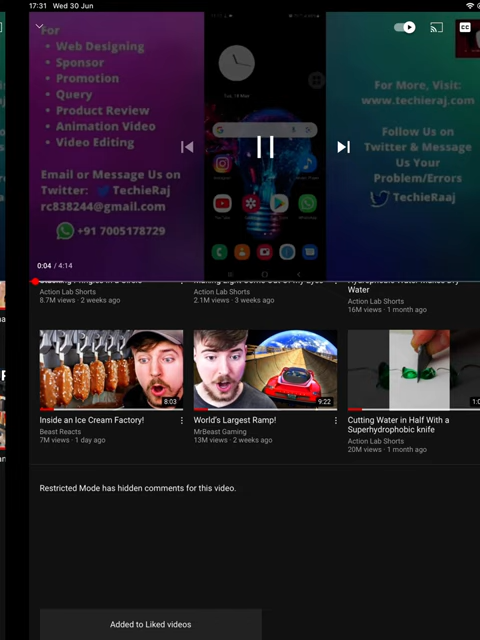 17:31 Wed 30 Jun
For
• Web Designing
• Sponsor
• Promotion
• Query
• Product Review
• Animation Video
• Video Editing
Email or Message Us on
Twitter: TechieRaj
rc838244@gmail.com
+91 7005178729
For More, Visit:
www.techieraj.com
Follow Us on
Twitter & Message
Us Your
Problem/Errors
TechieRaaj
CC
0:04 / 4:14
Action Lab Shorts
8.7M views · 2 weeks ago
Action Lab Shorts
2.1M views · 3 weeks ago
Water
Action Lab Shorts
16M views · 1 month ago
8:03
9:22
Inside an Ice Cream Factory!
Beast Reacts
7M views · 1 day ago
World's Largest Ramp!
MrBeast Gaming
13M views · 2 weeks ago
Cutting Water in Half With a
Superhydrophobic knife
Action Lab Shorts
20M views · 1 month ago
Restricted Mode has hidden comments for this video.
Added to Liked videos